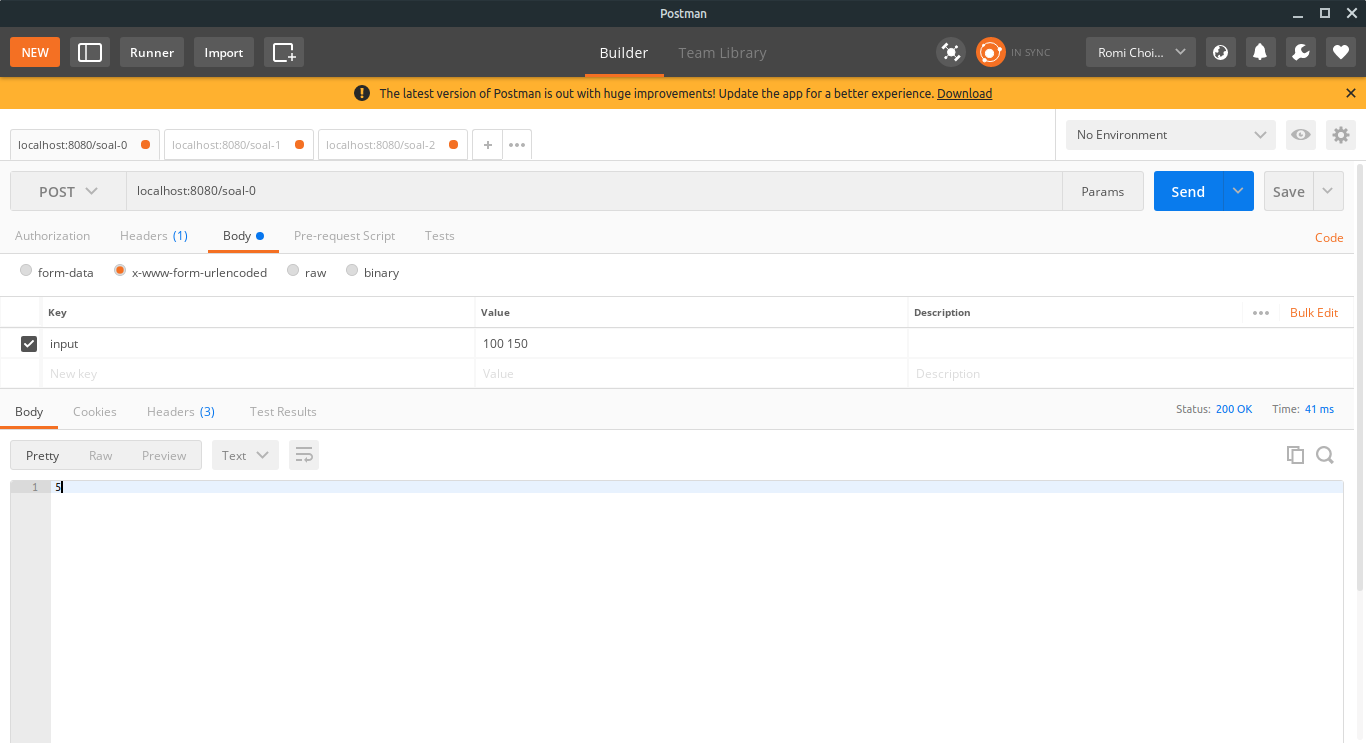 Postman
NEW Runner Import Builder Team Library IN SYNC Romi Choi...
The latest version of Postman is out with huge improvements! Update the app for a better experience. Download
localhost:8080/soal-0 localhost:8080/soal-1 localhost:8080/soal-2 + ••• No Environment
POST localhost:8080/soal-0 Params Send Save
Authorization Headers (1) Body Pre-request Script Tests Code
form-data x-www-form-urlencoded raw binary
Key Value Description ••• Bulk Edit
input 100 150
New key Value Description
Body Cookies Headers (3) Test Results Status: 200 OK Time: 41 ms
Pretty Raw Preview Text
1 5